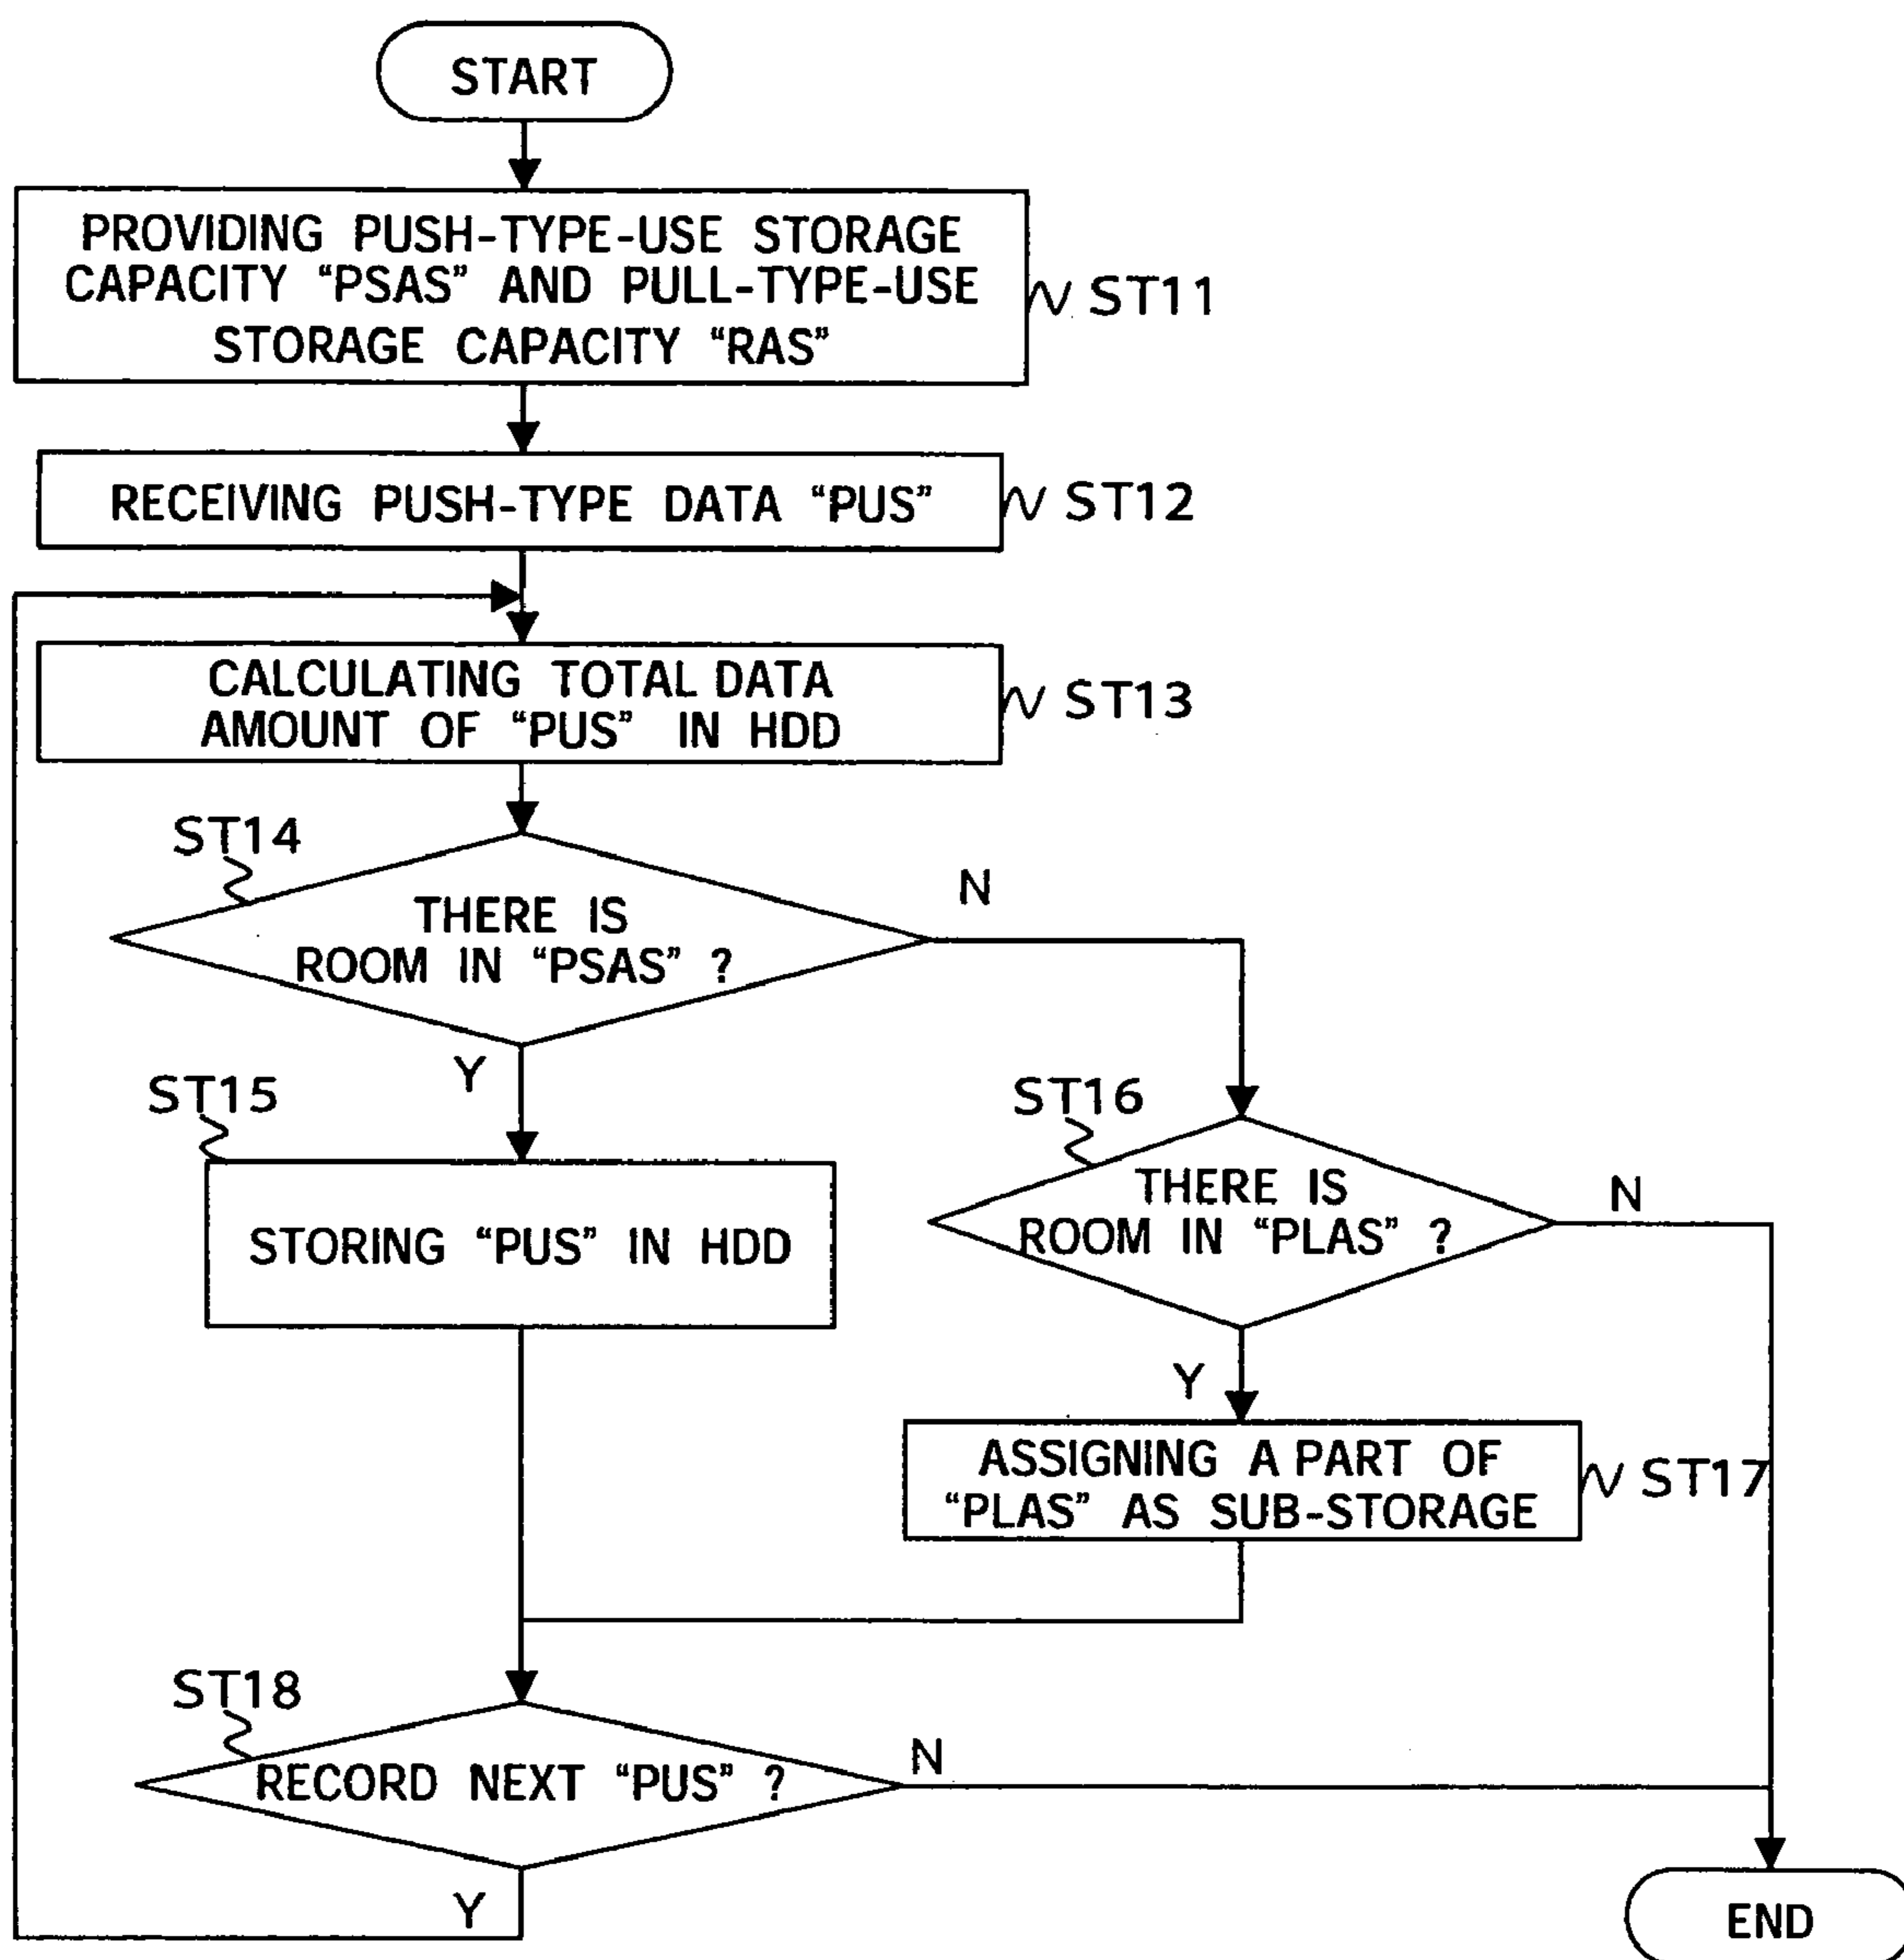 START
PROVIDING PUSH-TYPE-USE STORAGE
CAPACITY “PSAS” AND PULL-TYPE-USE
STORAGE CAPACITY “RAS”
ST11
RECEIVING PUSH-TYPE DATA “PUS”
ST12
CALCULATING TOTAL DATA
AMOUNT OF “PUS” IN HDD
ST13
ST14
THERE IS
ROOM IN “PSAS” ?
N
Y
ST15
STORING “PUS” IN HDD
ST16
THERE IS
ROOM IN “PLAS” ?
N
Y
ASSIGNING A PART OF
“PLAS” AS SUB-STORAGE
ST17
ST18
RECORD NEXT “PUS” ?
N
Y
END